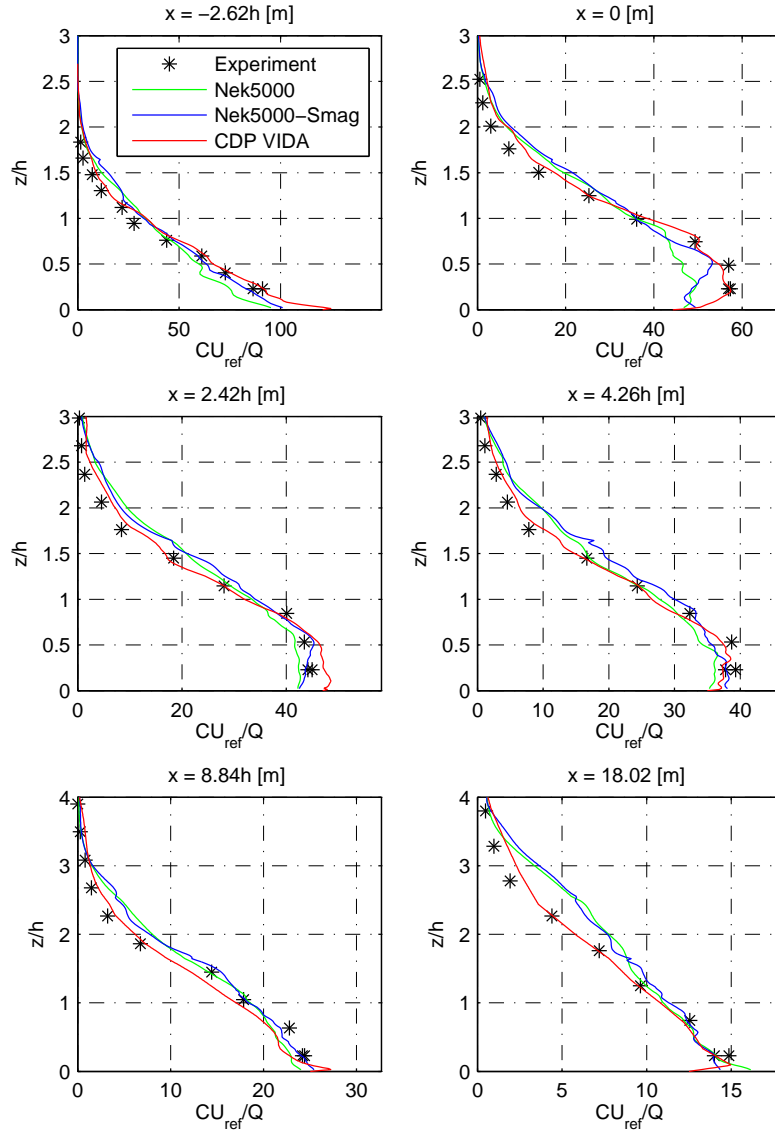 x = −2.62h [m]
3
2.5
2
1.5
1
0.5
0
z/h
0
50
100
CU_ref/Q
Experiment
Nek5000
Nek5000−Smag
CDP VIDA
x = 0 [m]
3
2.5
2
1.5
1
0.5
0
z/h
0
20
40
60
CU_ref/Q
x = 2.42h [m]
3
2.5
2
1.5
1
0.5
0
z/h
0
20
40
CU_ref/Q
x = 4.26h [m]
3
2.5
2
1.5
1
0.5
0
z/h
0
10
20
30
40
CU_ref/Q
x = 8.84h [m]
4
3
2
1
0
z/h
0
10
20
30
CU_ref/Q
x = 18.02 [m]
4
3
2
1
0
z/h
0
5
10
15
CU_ref/Q